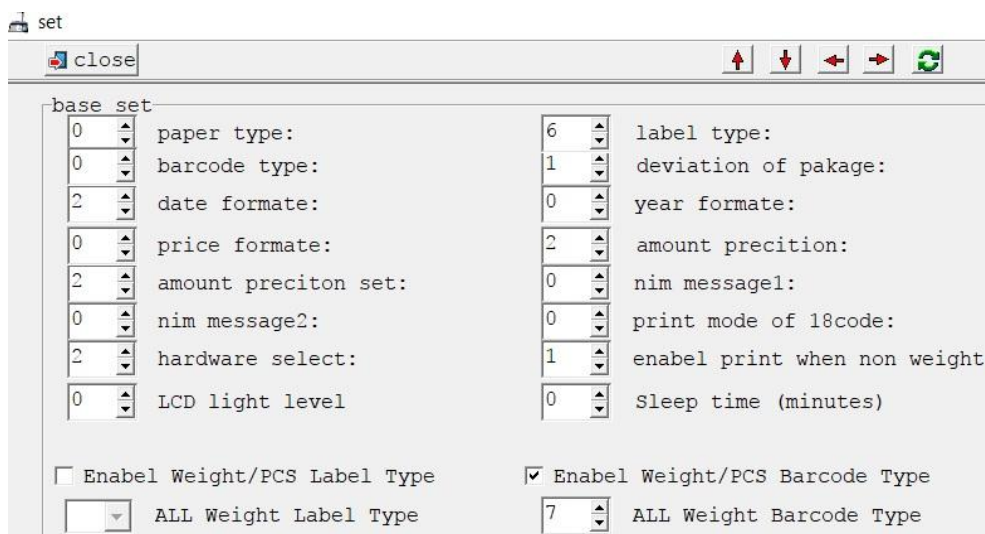 set
close
base set
0 paper type: 6 label type:
0 barcode type: 1 deviation of pakage:
2 date formate: 0 year formate:
0 price formate: 2 amount precition:
2 amount preciton set: 0 nim message1:
0 nim message2: 0 print mode of 18code:
2 hardware select: 1 enabel print when non weight
0 LCD light level 0 Sleep time (minutes)
Enabel Weight/PCS Label Type Enabel Weight/PCS Barcode Type
ALL Weight Label Type 7 ALL Weight Barcode Type